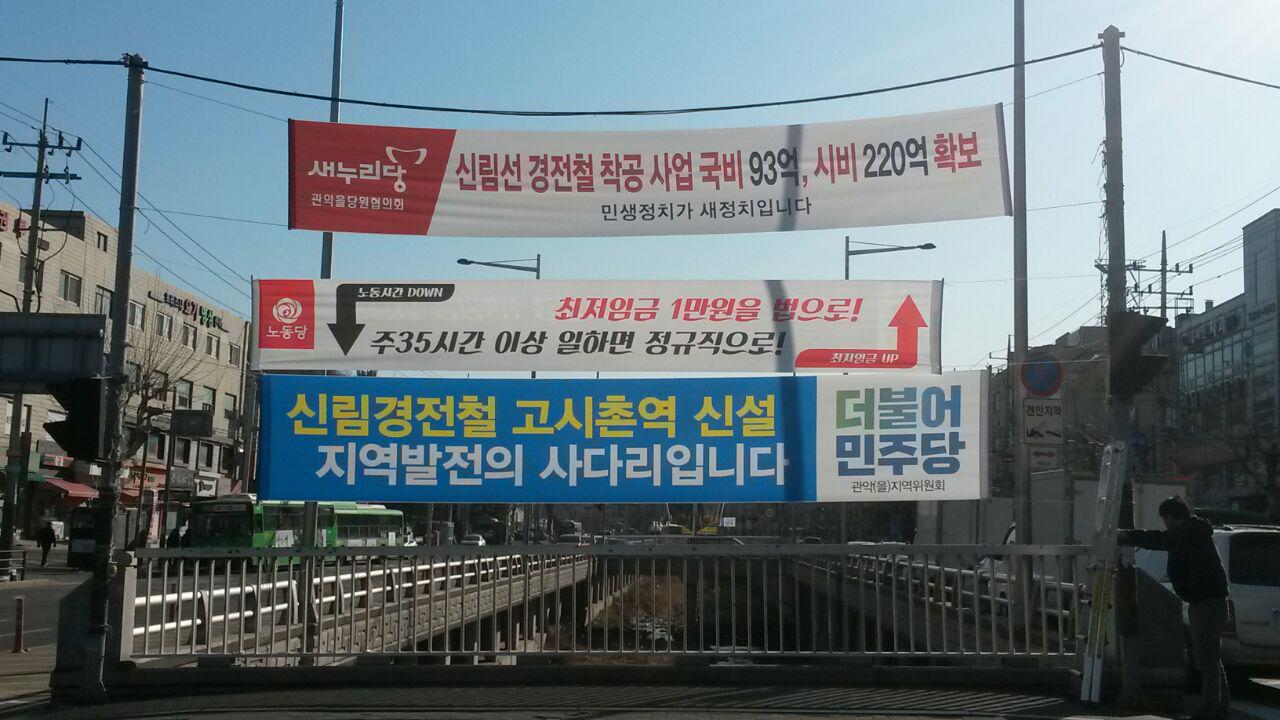 새누리당
관악을당원협의회
신림선 경전철 착공 사업 국비 93억, 시비 220억 확보
민생정치가 새정치입니다
노동당
노동시간 DOWN
최저임금 1만원을 법으로!
주35시간 이상 일하면 정규직으로!
최저임금 UP
신림경전철 고시촌역 신설
지역발전의 사다리입니다
더불어
민주당
관악(을)지역위원회
견인지역